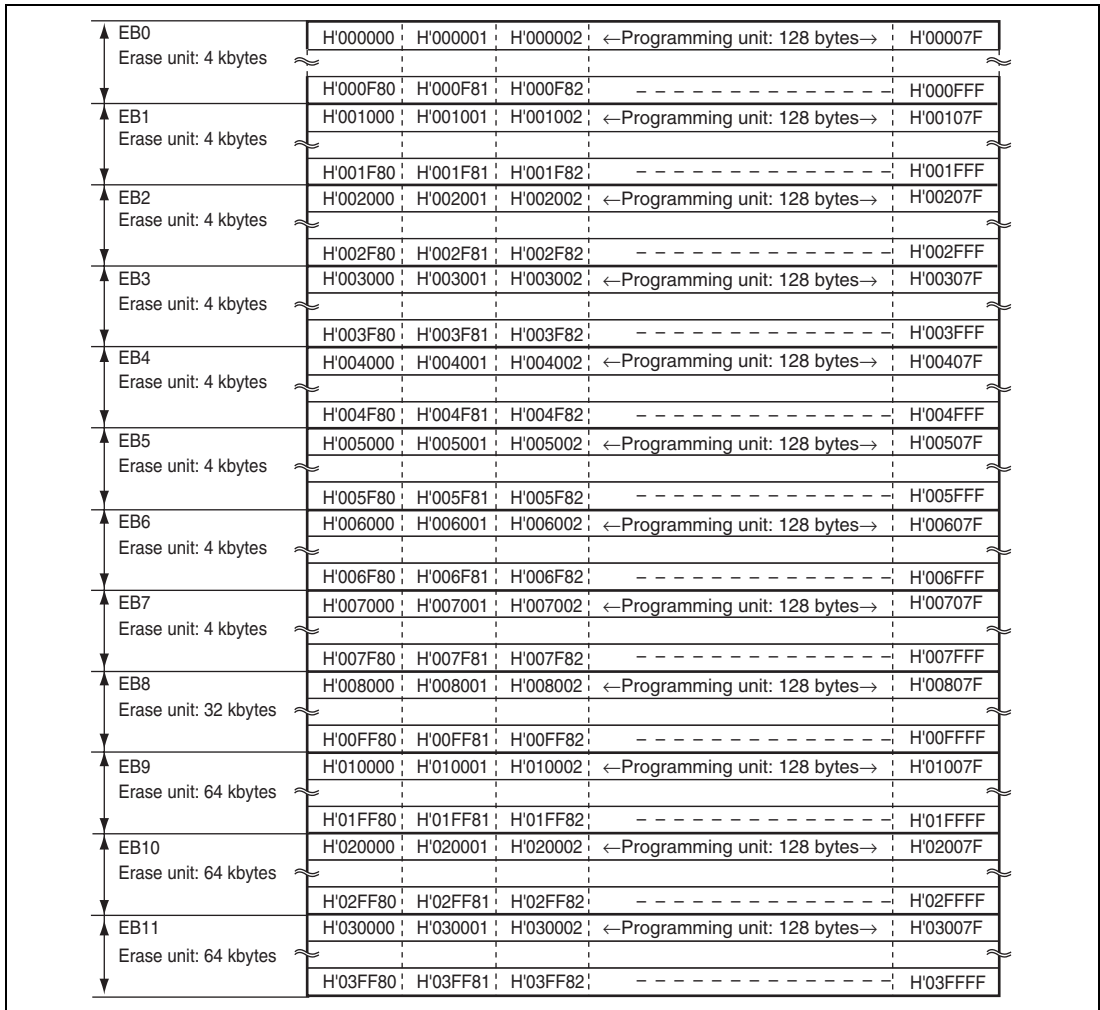 EB0 H'000000 H'000001 H'000002 ←Programming unit: 128 bytes→ H'00007F
Erase unit: 4 kbytes
H'000F80 H'000F81 H'000F82 H'000FFF
EB1 H'001000 H'001001 H'001002 ←Programming unit: 128 bytes→ H'00107F
Erase unit: 4 kbytes
H'001F80 H'001F81 H'001F82 H'001FFF
EB2 H'002000 H'002001 H'002002 ←Programming unit: 128 bytes→ H'00207F
Erase unit: 4 kbytes
H'002F80 H'002F81 H'002F82 H'002FFF
EB3 H'003000 H'003001 H'003002 ←Programming unit: 128 bytes→ H'00307F
Erase unit: 4 kbytes
H'003F80 H'003F81 H'003F82 H'003FFF
EB4 H'004000 H'004001 H'004002 ←Programming unit: 128 bytes→ H'00407F
Erase unit: 4 kbytes
H'004F80 H'004F81 H'004F82 H'004FFF
EB5 H'005000 H'005001 H'005002 ←Programming unit: 128 bytes→ H'00507F
Erase unit: 4 kbytes
H'005F80 H'005F81 H'005F82 H'005FFF
EB6 H'006000 H'006001 H'006002 ←Programming unit: 128 bytes→ H'00607F
Erase unit: 4 kbytes
H'006F80 H'006F81 H'006F82 H'006FFF
EB7 H'007000 H'007001 H'007002 ←Programming unit: 128 bytes→ H'00707F
Erase unit: 4 kbytes
H'007F80 H'007F81 H'007F82 H'007FFF
EB8 H'008000 H'008001 H'008002 ←Programming unit: 128 bytes→ H'00807F
Erase unit: 32 kbytes
H'00FF80 H'00FF81 H'00FF82 H'00FFFF
EB9 H'010000 H'010001 H'010002 ←Programming unit: 128 bytes→ H'01007F
Erase unit: 64 kbytes
H'01FF80 H'01FF81 H'01FF82 H'01FFFF
EB10 H'020000 H'020001 H'020002 ←Programming unit: 128 bytes→ H'02007F
Erase unit: 64 kbytes
H'02FF80 H'02FF81 H'02FF82 H'02FFFF
EB11 H'030000 H'030001 H'030002 ←Programming unit: 128 bytes→ H'03007F
Erase unit: 64 kbytes
H'03FF80 H'03FF81 H'03FF82 H'03FFFF